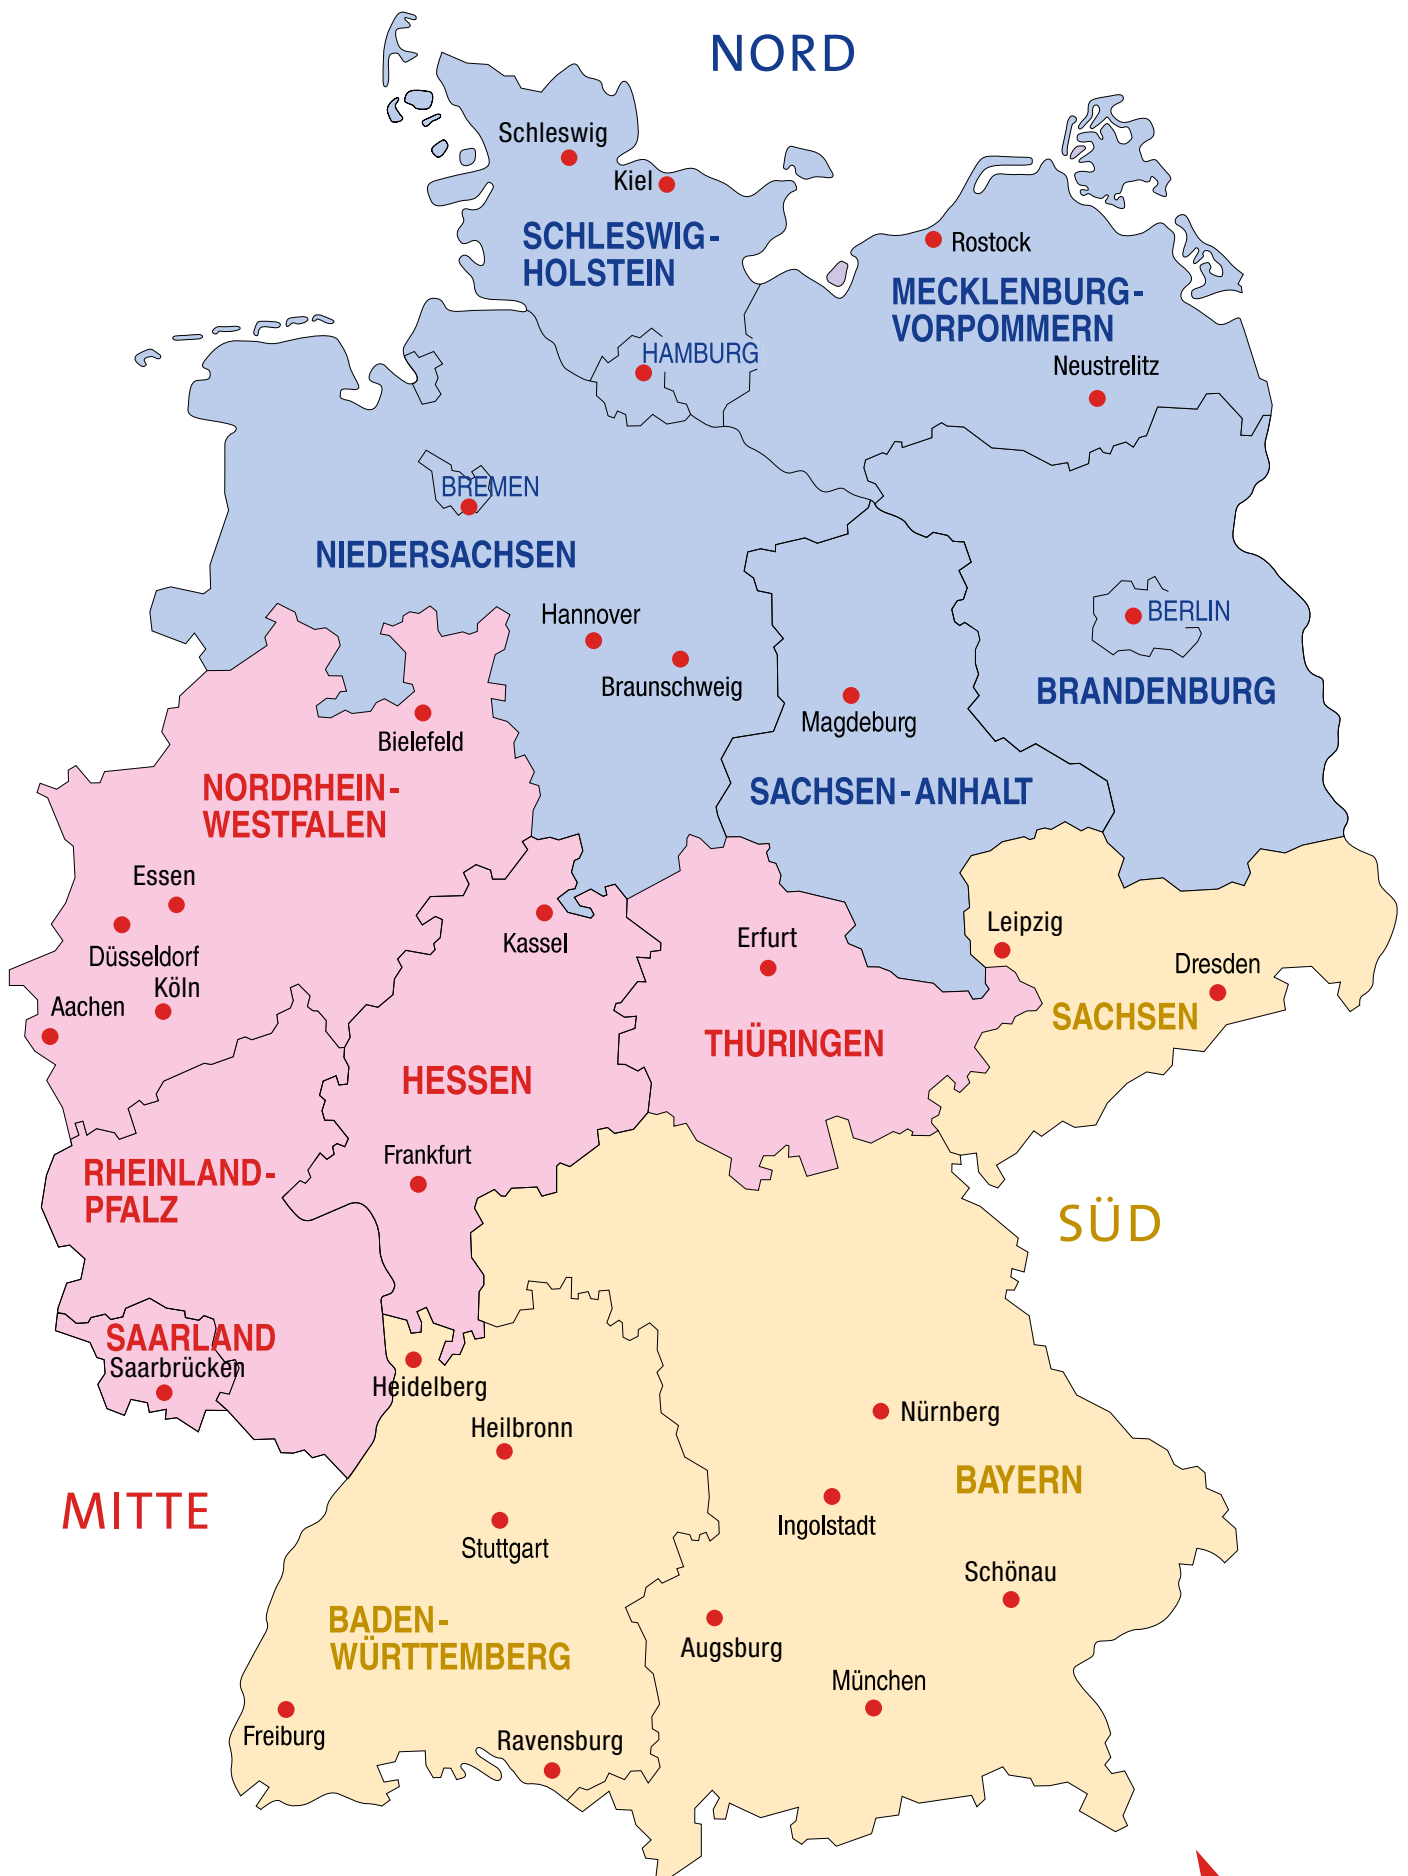 NORD
Schleswig
Kiel
SCHLESWIG-
HOLSTEIN
Rostock
MECKLENBURG-
VORPOMMERN
HAMBURG
Neustrelitz
BREMEN
NIEDERSACHSEN
Hannover
BERLIN
Braunschweig
BRANDENBURG
Magdeburg
Bielefeld
NORDRHEIN-
WESTFALEN
SACHSEN-ANHALT
Essen
Düsseldorf
Köln
Aachen
Kassel
Erfurt
Leipzig
Dresden
SACHSEN
THÜRINGEN
HESSEN
Frankfurt
RHEINLAND-
PFALZ
SÜD
SAARLAND
Saarbrücken
Heidelberg
Heilbronn
Nürnberg
BAYERN
MITTE
Ingolstadt
Stuttgart
Schönau
BADEN-
WÜRTTEMBERG
Augsburg
München
Freiburg
Ravensburg